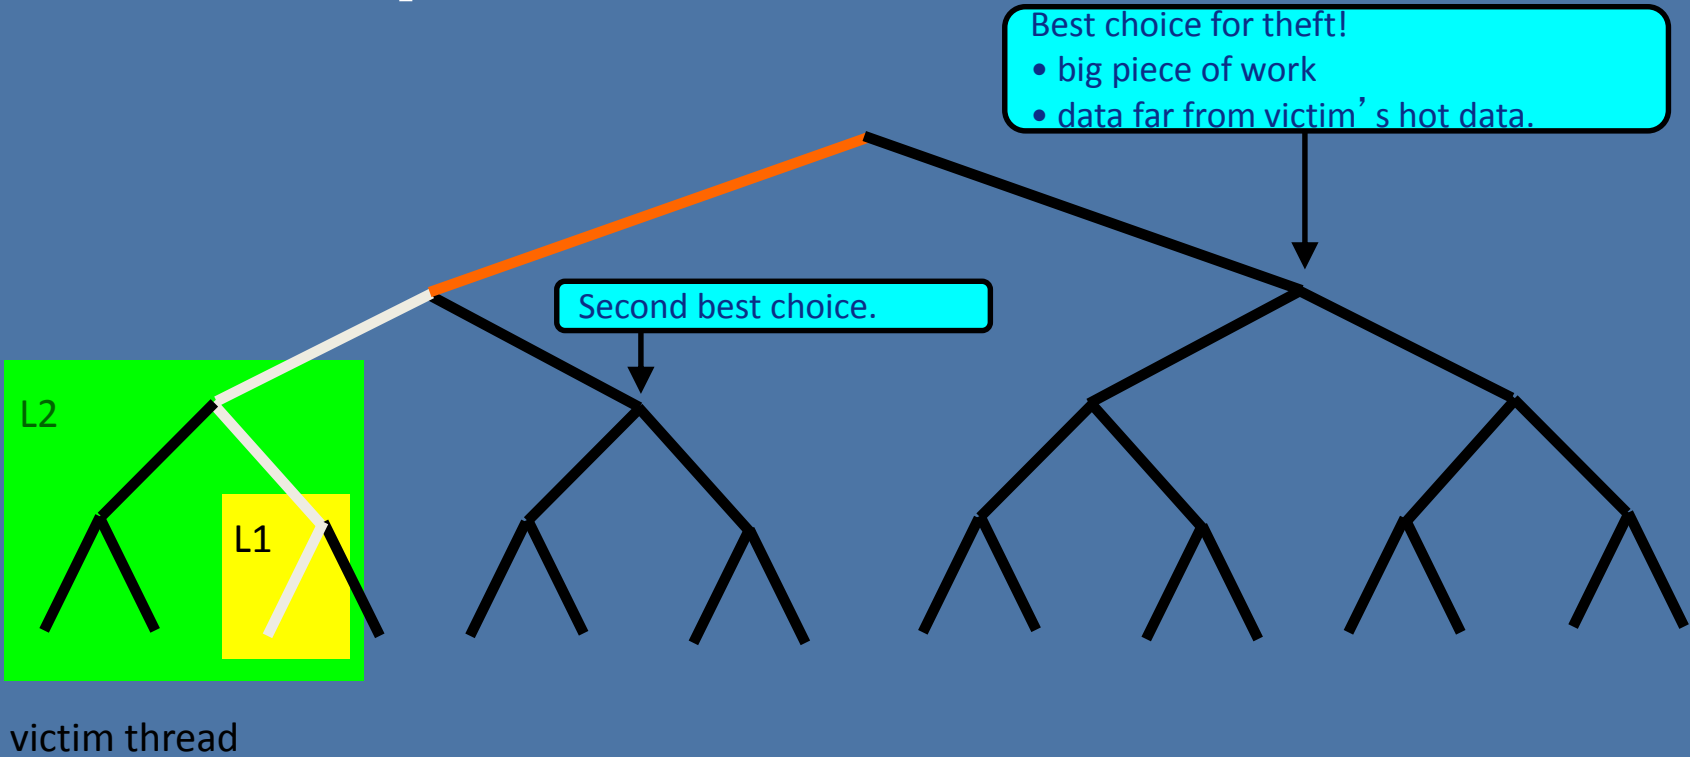 Best choice for theft!
• big piece of work
• data far from victim’s hot data.
Second best choice.
L2
L1
victim thread